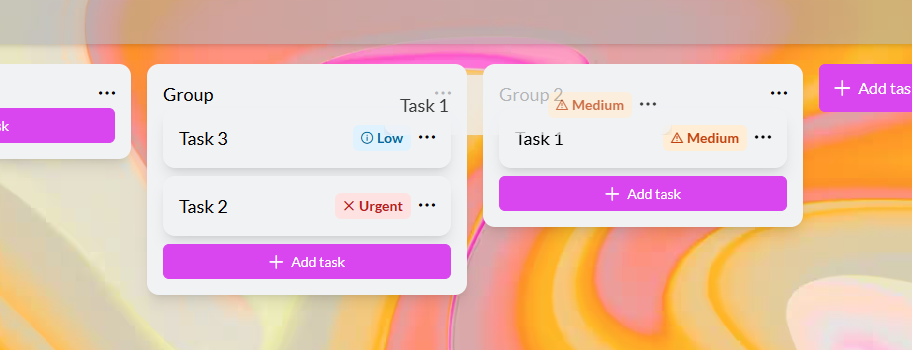 sk
Group
Task 1
Task 3
Low
Task 2
Urgent
Add task
Group 2
Medium
Task 1
Medium
Add task
Add tas